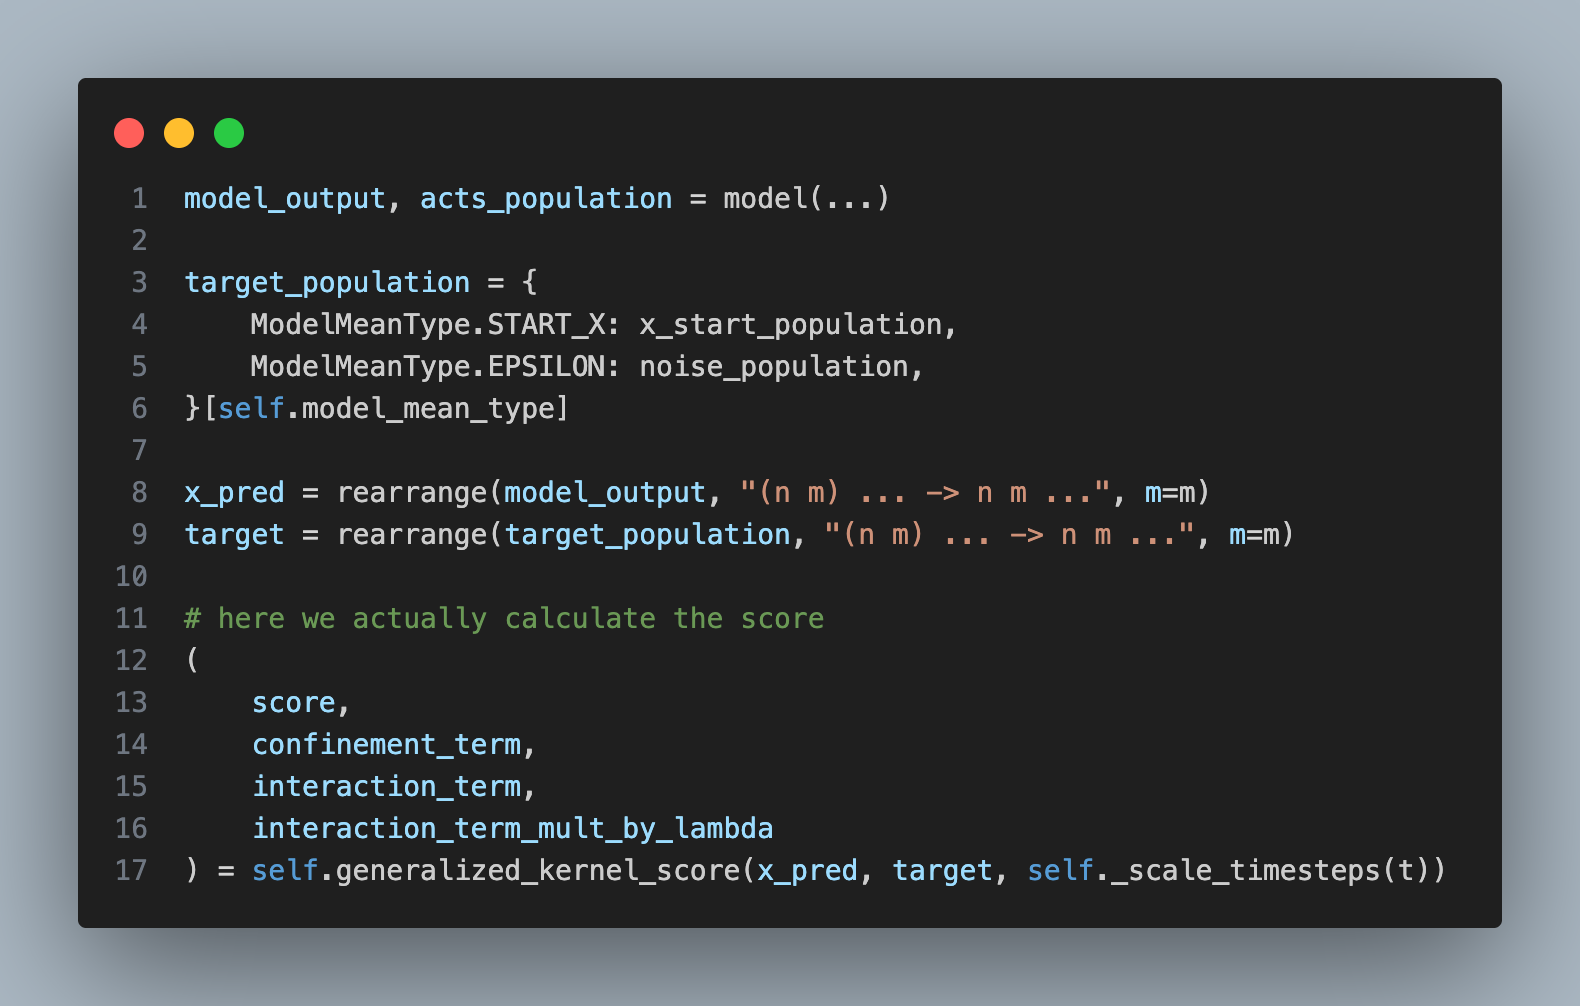 1 model_output, acts_population = model(...)
2
3 target_population = {
4     ModelMeanType.START_X: x_start_population,
5     ModelMeanType.EPSILON: noise_population,
6 }[self.model_mean_type]
7
8 x_pred = rearrange(model_output, "(n m) ... -> n m ...", m=m)
9 target = rearrange(target_population, "(n m) ... -> n m ...", m=m)
10
11 # here we actually calculate the score
12 (
13     score,
14     confinement_term,
15     interaction_term,
16     interaction_term_mult_by_lambda
17 ) = self.generalized_kernel_score(x_pred, target, self._scale_timesteps(t))